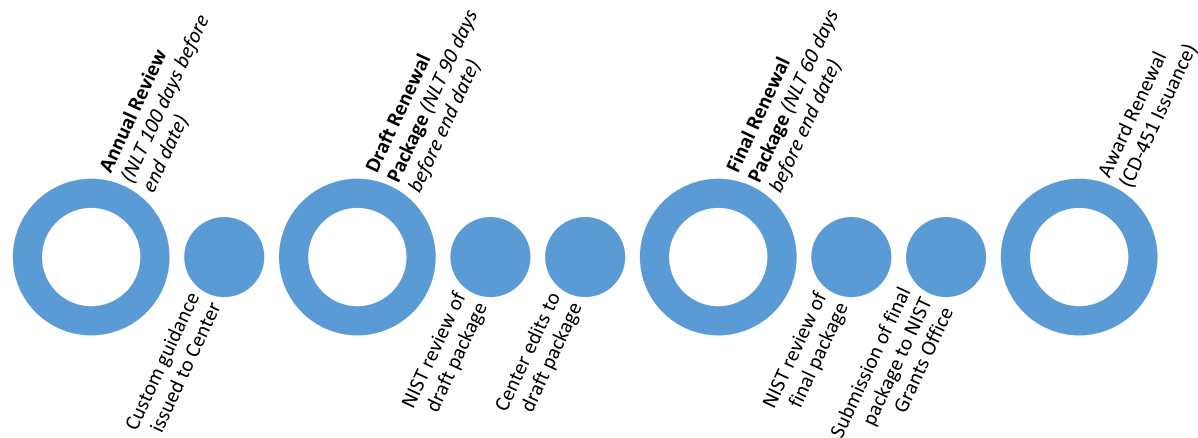 Annual Review
(NLT 100 days before
end date)
Custom guidance
issued to Center
Draft Renewal
Package (NLT 90 days
before end date)
NIST review of
draft package
Center edits to
draft package
Final Renewal
Package (NLT 60 days
before end date)
NIST review of
final package
Submission of final
package to NIST
Grants Office
Award Renewal
(CD-451 Issuance)